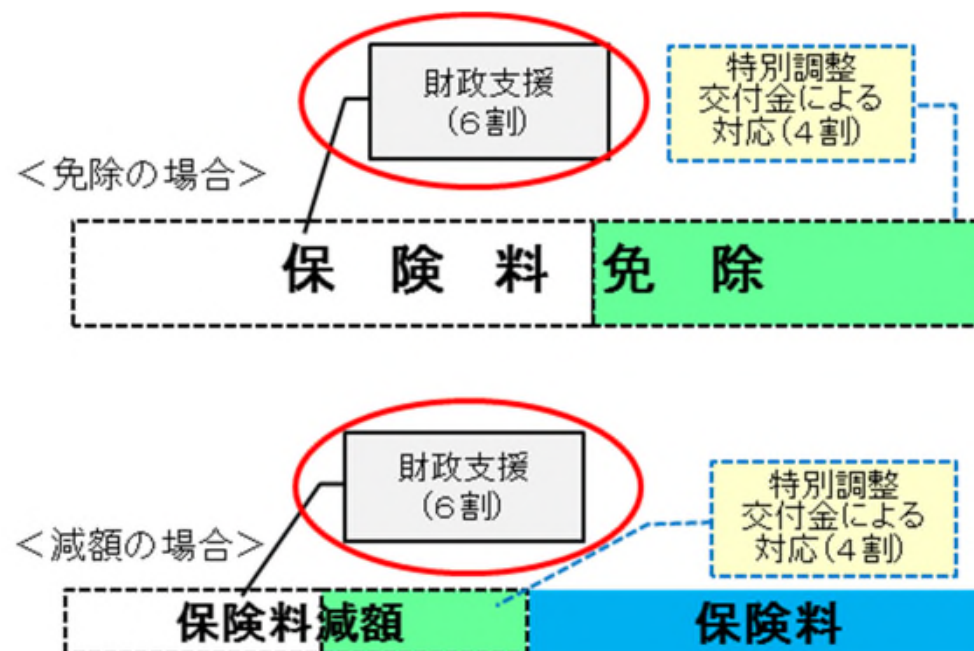 財政支援
(6割)
特別調整
交付金による
対応(4割)
＜免除の場合＞
保険料免除
財政支援
(6割)
特別調整
交付金による
対応(4割)
＜減額の場合＞
保険料減額
保険料